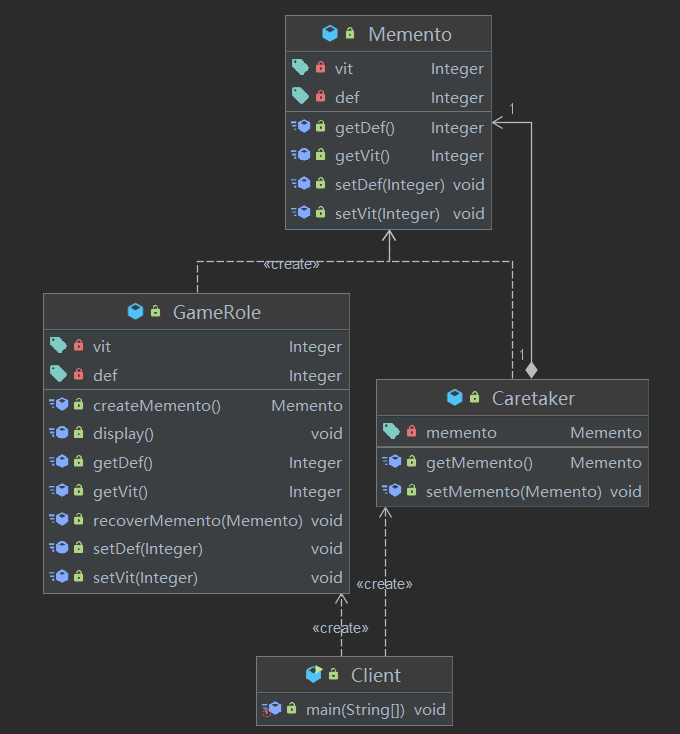 Memento
vit Integer
def Integer
getDef() Integer
getVit() Integer
setDef(Integer) void
setVit(Integer) void
1
«create»
GameRole
vit Integer
def Integer
createMemento() Memento
display() void
getDef() Integer
getVit() Integer
recoverMemento(Memento) void
setDef(Integer) void
setVit(Integer) void
1
Caretaker
memento Memento
getMemento() Memento
setMemento(Memento) void
«create»
«create»
Client
main(String[]) void